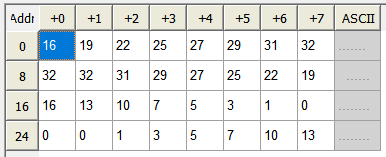 Addr +0 +1 +2 +3 +4 +5 +6 +7 ASCII
0 16 19 22 25 27 29 31 32 .......
8 32 32 31 29 27 25 22 19 ........
16 16 13 10 7 5 3 1 0 ........
24 0 0 1 3 5 7 10 13 ........